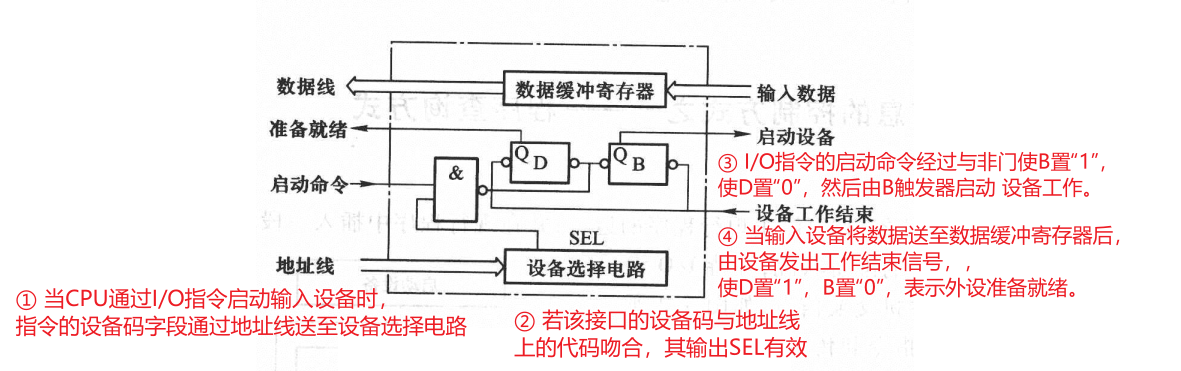 数据线
数据缓冲寄存器
输入数据
准备就绪
启动设备
Q
D
Q
B
&
启动命令
③ I/O指令的启动命令经过与非门使B置“1”,
使D置“0”，然后由B触发器启动 设备工作。
设备工作结束
SEL
④ 当输入设备将数据送至数据缓冲寄存器后，
由设备发出工作结束信号，,
使D置“1”，B置“0”，表示外设准备就绪。
地址线
设备选择电路
① 当CPU通过I/O指令启动输入设备时，
指令的设备码字段通过地址线送至设备选择电路
② 若该接口的设备码与地址线
上的代码吻合，其输出SEL有效